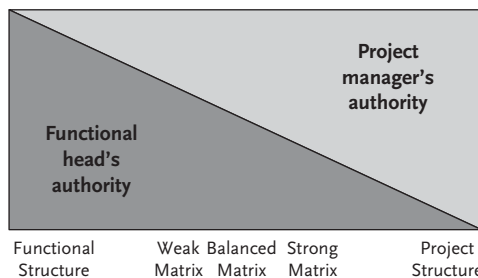 Project
manager's
authority
Functional
head's
authority
Functional Weak Balanced Strong Project
Structure Matrix Matrix Matrix Structure